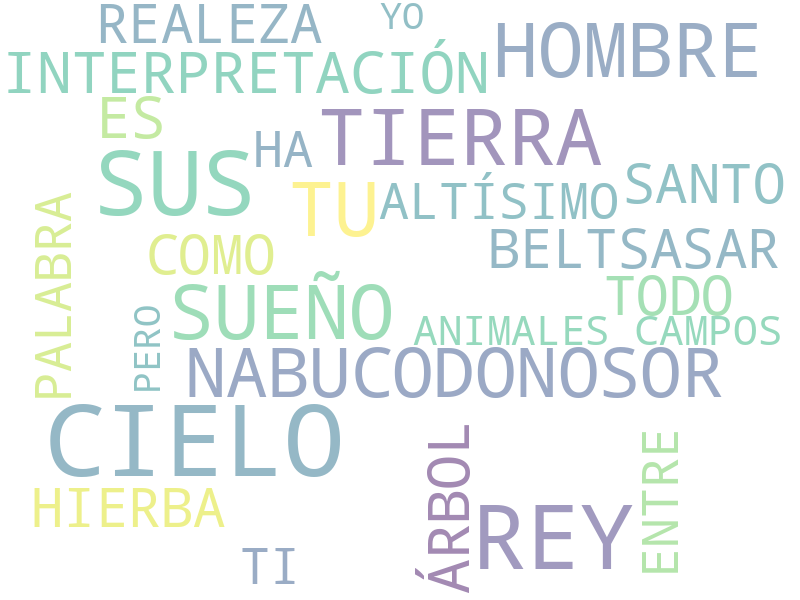 REALEZA YO
INTERPRETACIÓN HOMBRE
ES HA TIERRA
SUS TU ALTÍSIMO SANTO
PALABRA COMO BELTSASAR
PERO SUEÑO TODO
ANIMALES CAMPOS
NABUCODONOSOR
CIELO
HIERBA ÁRBOL REY ENTRE
TI